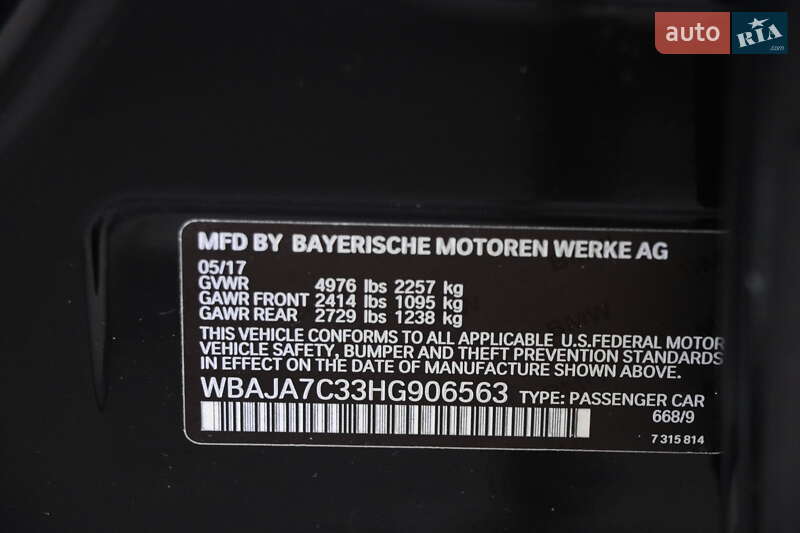 auto RIA .com
MFD BY BAYERISCHE MOTOREN WERKE AG
05/17
GVWR 4976 lbs 2257 kg
GAWR FRONT 2414 lbs 1095 kg
GAWR REAR 2729 lbs 1238 kg
THIS VEHICLE CONFORMS TO ALL APPLICABLE U.S.FEDERAL MOTOR
VEHICLE SAFETY, BUMPER AND THEFT PREVENTION STANDARDS
IN EFFECT ON THE DATE OF MANUFACTURE SHOWN ABOVE.
WBAJA7C33HG906563 TYPE: PASSENGER CAR
668/9
7 315 814